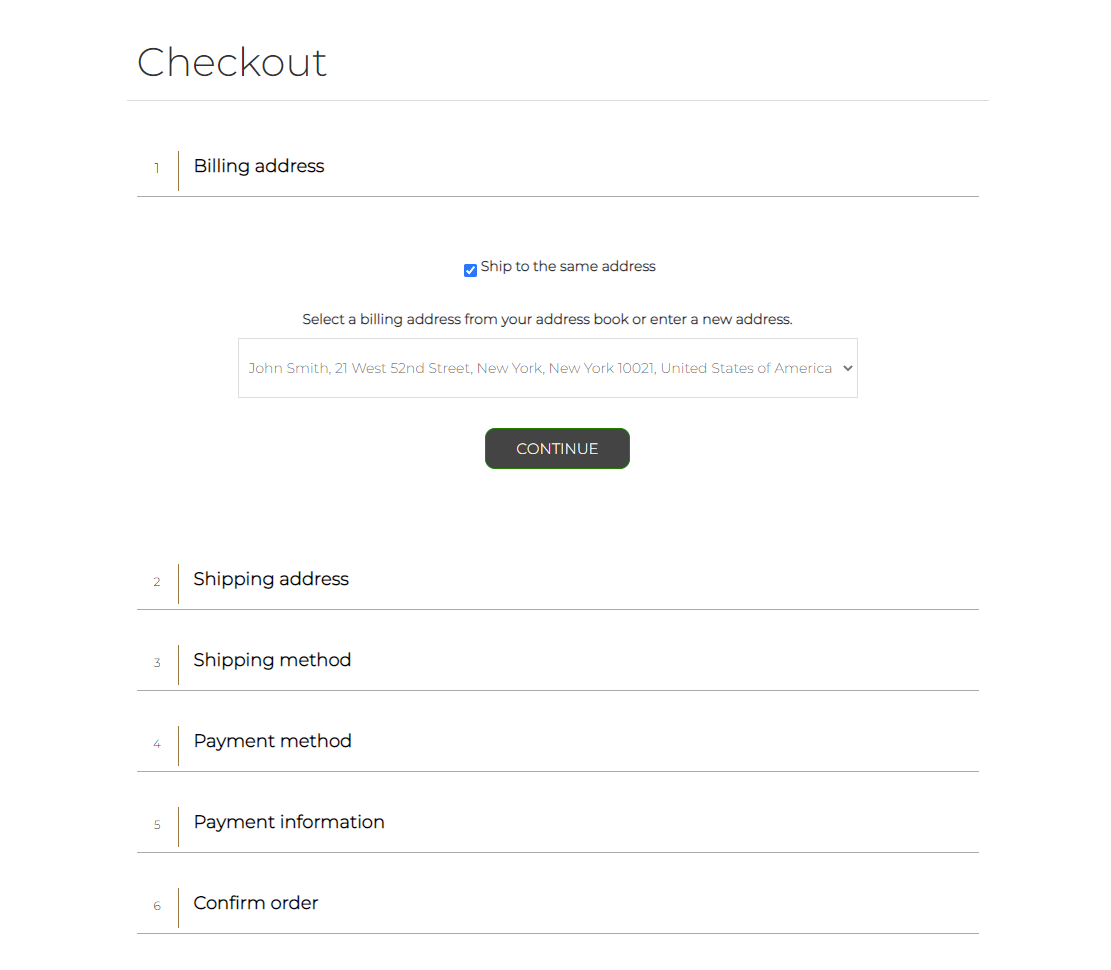 Checkout
1 Billing address
Ship to the same address
Select a billing address from your address book or enter a new address.
John Smith, 21 West 52nd Street, New York, New York 10021, United States of America
CONTINUE
2 Shipping address
3 Shipping method
4 Payment method
5 Payment information
6 Confirm order